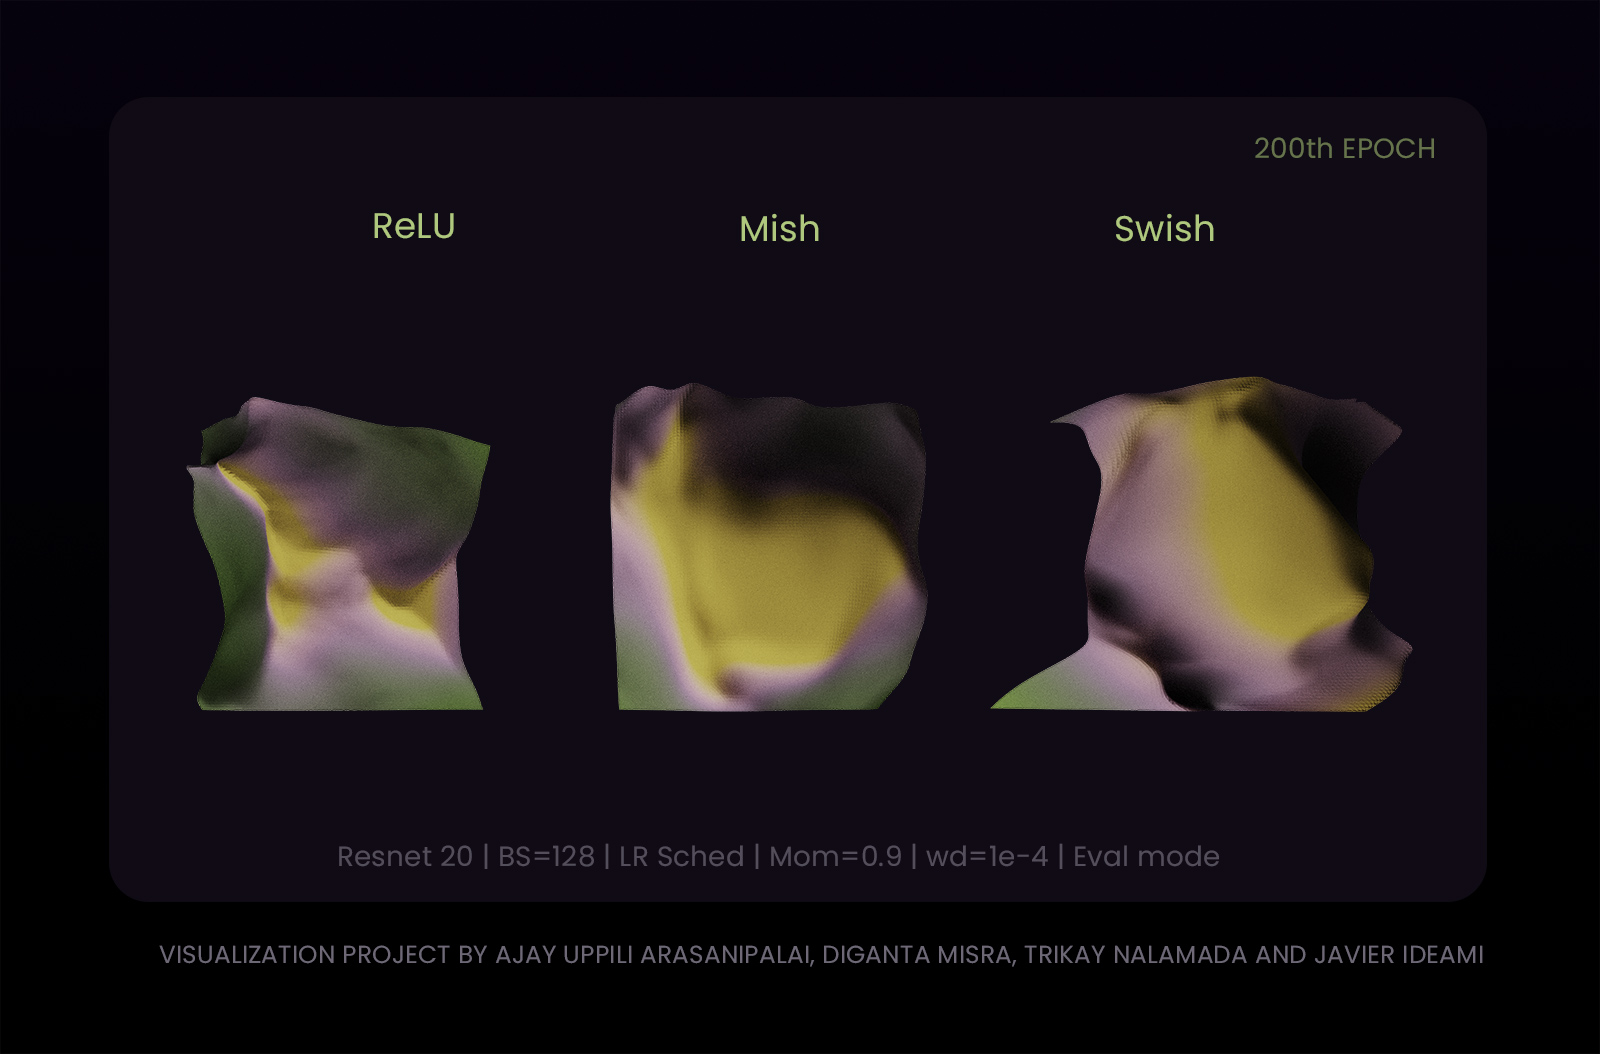 200th EPOCH
ReLU
Mish
Swish
Resnet 20 | BS=128 | LR Sched | Mom=0.9 | wd=1e-4 | Eval mode
VISUALIZATION PROJECT BY AJAY UPPILI ARASANIPALAI, DIGANTA MISRA, TRIKAY NALAMADA AND JAVIER IDEAMI